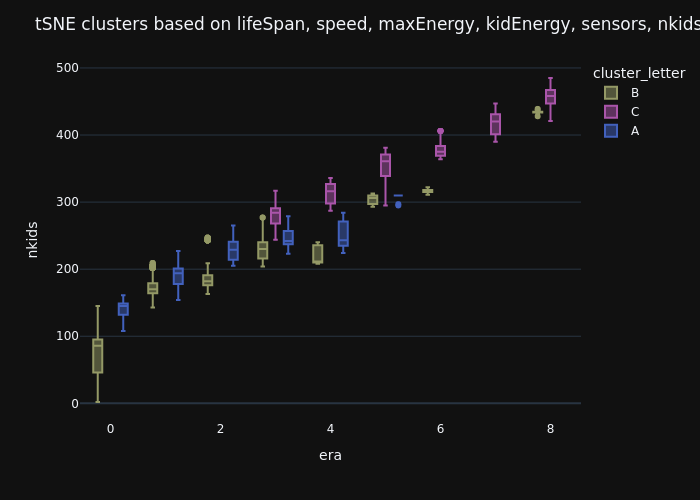 tSNE clusters based on lifeSpan, speed, maxEnergy, kidEnergy, sensors, nkids
cluster_letter
B
C
A
nkids
500
400
300
200
100
0
0 2 4 6 8
era